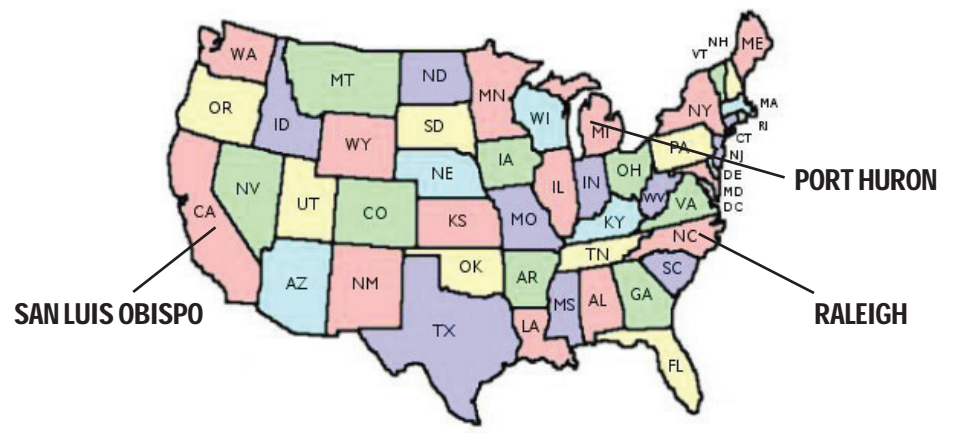 WA
MT
ND
MN
ME
VT
NH
OR
ID
WY
SD
WI
MI
NY
MA
RI
CT
NJ
DE
MD
DC
NV
UT
CO
NE
IA
IL
IN
OH
PA
PORT HURON
CA
KS
MO
KY
WV
VA
AZ
NM
OK
AR
TN
NC
SC
SAN LUIS OBISPO
RALEIGH
TX
LA
MS
AL
GA
FL